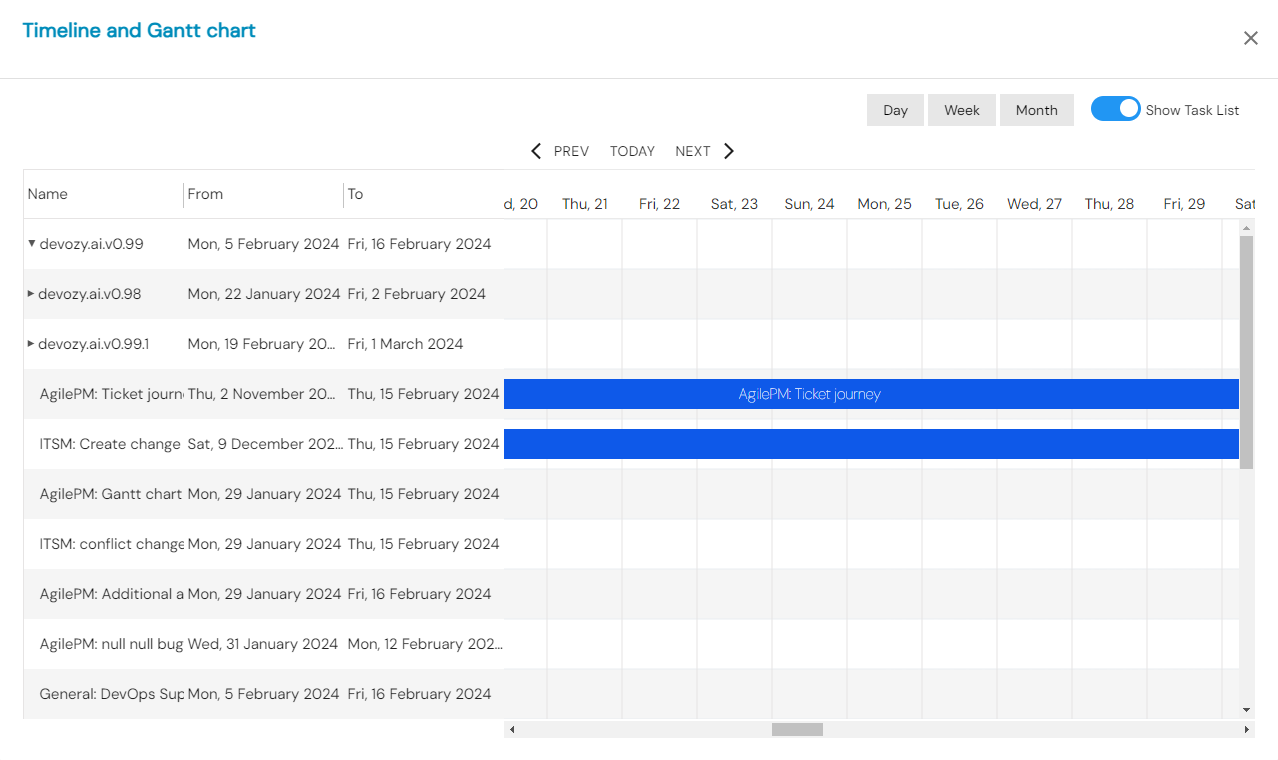 Timeline and Gantt chart
Day Week Month Show Task List
PREV TODAY NEXT
Name From To d, 20 Thu, 21 Fri, 22 Sat, 23 Sun, 24 Mon, 25 Tue, 26 Wed, 27 Thu, 28 Fri, 29 Sat
devozy.ai.v0.99 Mon, 5 February 2024 Fri, 16 February 2024
devozy.ai.v0.98 Mon, 22 January 2024 Fri, 2 February 2024
devozy.ai.v0.99.1 Mon, 19 February 20... Fri, 1 March 2024
AgilePM: Ticket journ Thu, 2 November 20... Thu, 15 February 2024 AgilePM: Ticket journey
ITSM: Create change Sat, 9 December 202... Thu, 15 February 2024
AgilePM: Gantt chart Mon, 29 January 2024 Thu, 15 February 2024
ITSM: conflict change Mon, 29 January 2024 Thu, 15 February 2024
AgilePM: Additional a Mon, 29 January 2024 Fri, 16 February 2024
AgilePM: null null bug Wed, 31 January 2024 Mon, 12 February 202...
General: DevOps Sup Mon, 5 February 2024 Fri, 16 February 2024